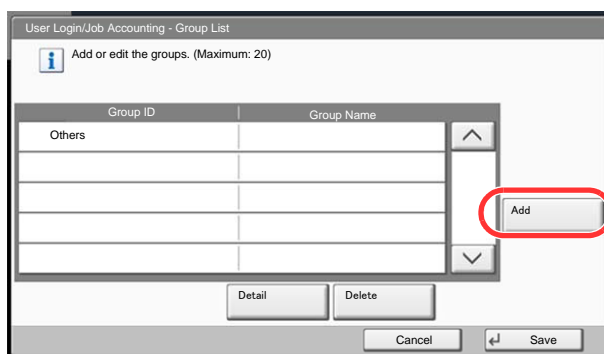 User Login/Job Accounting - Group List
Add or edit the groups. (Maximum: 20)
Group ID Group Name
Others
Add
Detail Delete
Cancel Save